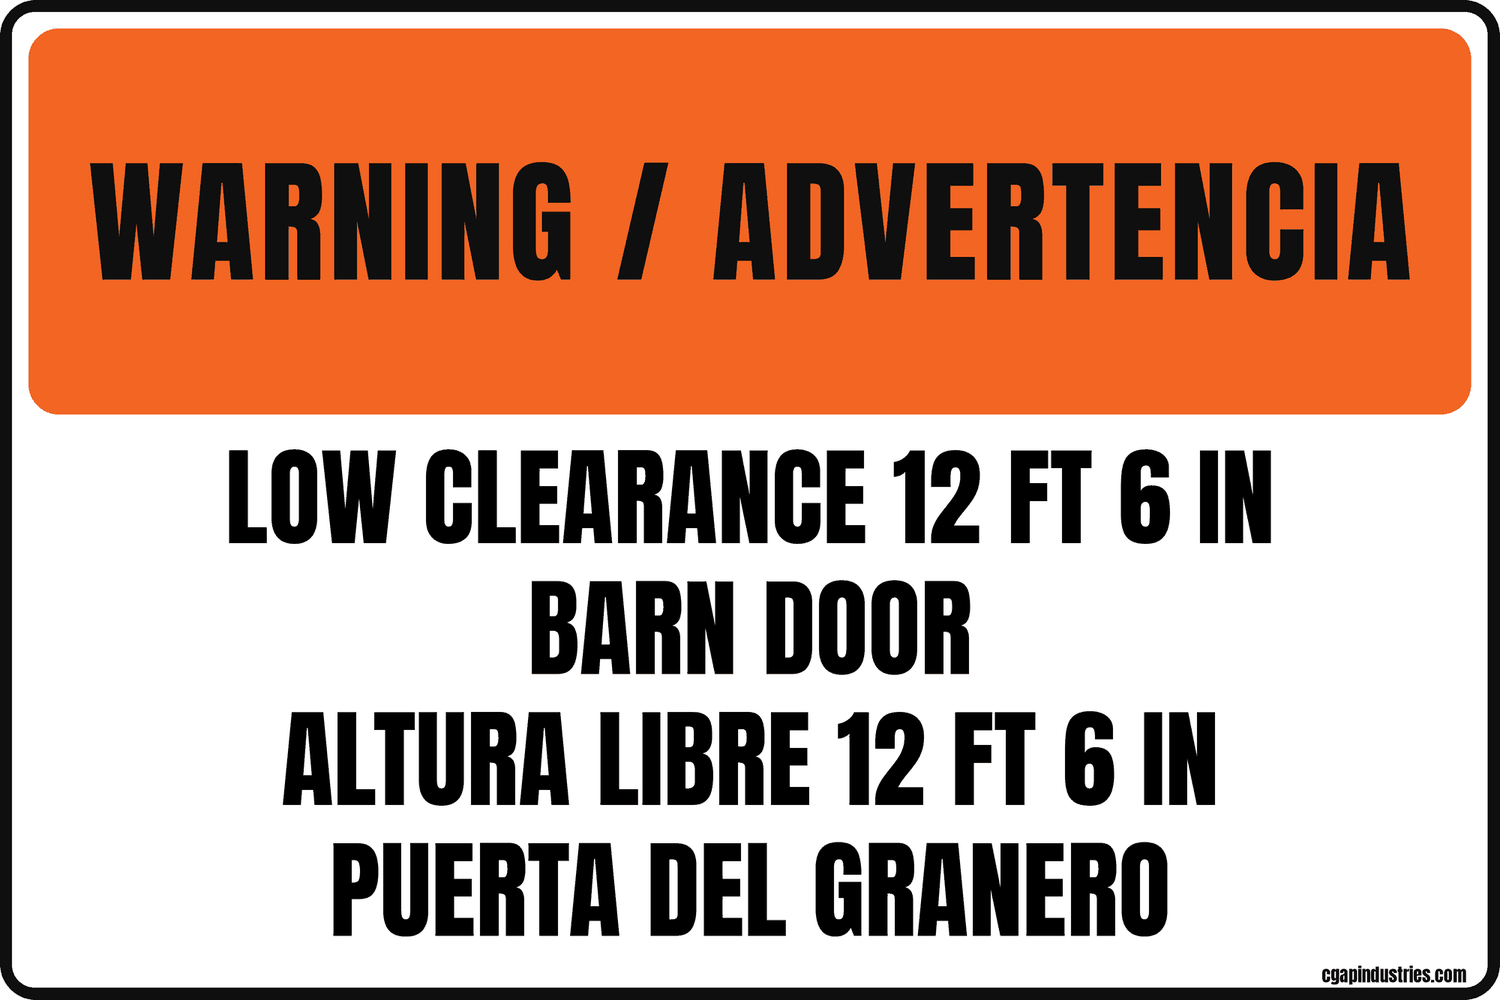 WARNING / ADVERTENCIA
LOW CLEARANCE 12 FT 6 IN
BARN DOOR
ALTURA LIBRE 12 FT 6 IN
PUERTA DEL GRANERO
cgapindustries.com